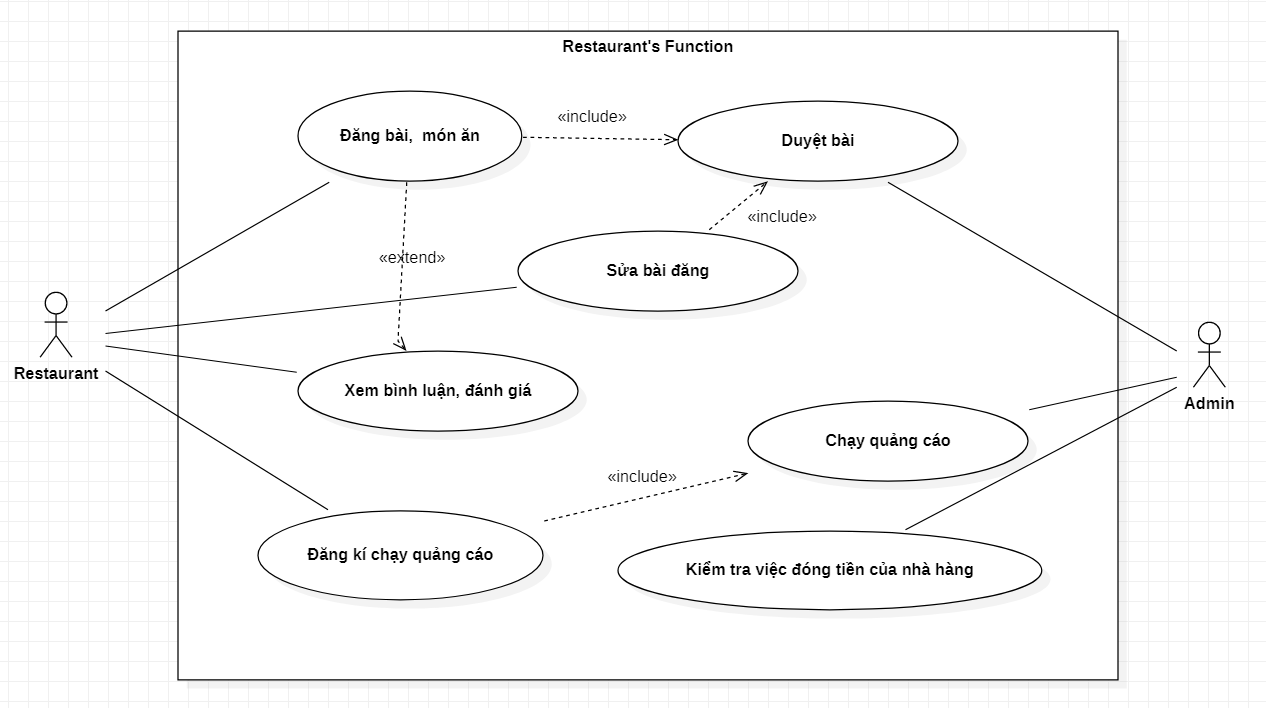 Restaurant's Function
Đăng bài,  món ăn
«include»
Duyệt bài
«include»
Sửa bài đăng
«extend»
Restaurant
Xem bình luận, đánh giá
Admin
Chạy quảng cáo
«include»
Đăng kí chạy quảng cáo
Kiểm tra việc đóng tiền của nhà hàng